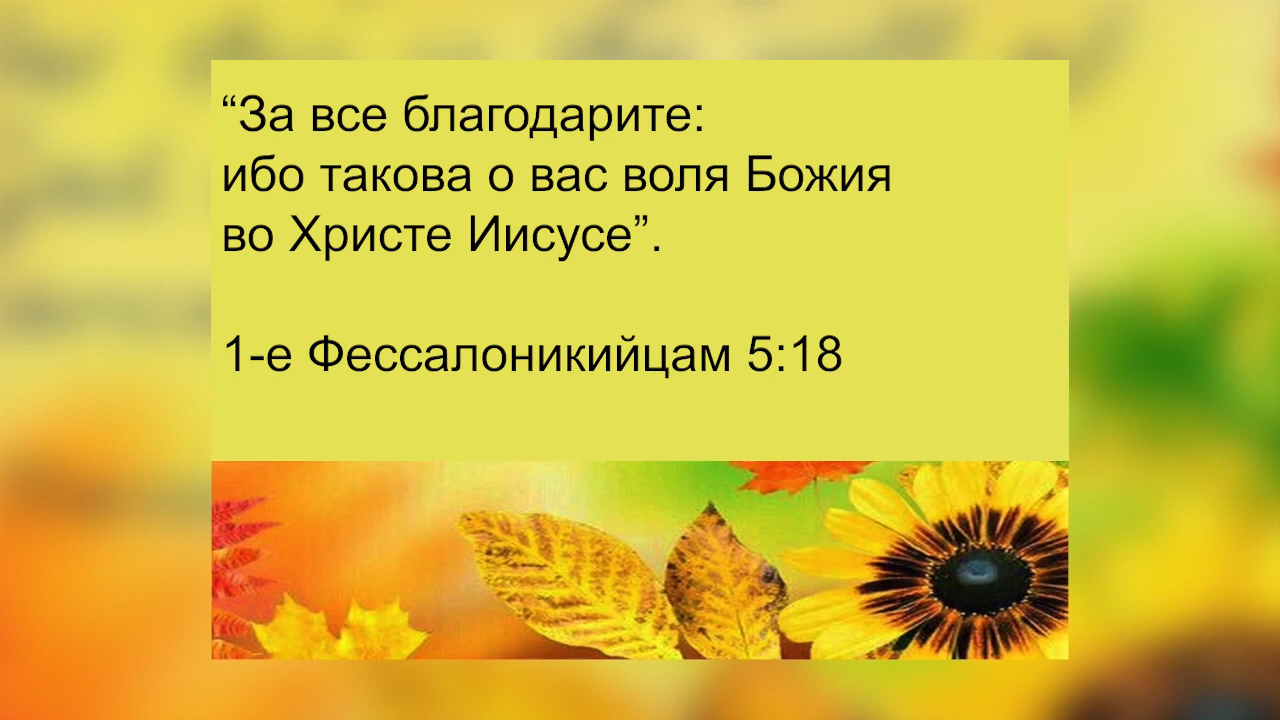 “За все благодарите:
ибо такова о вас воля Божия
во Христе Иисусе”.
1-е Фессалоникийцам 5:18